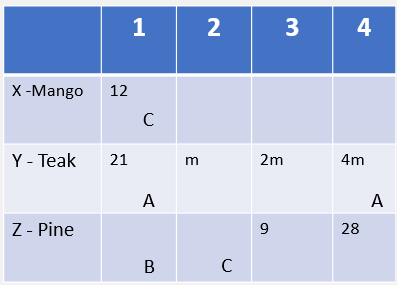 1 2 3 4
X -Mango 12
C
Y - Teak 21 m 2m 4m
A A
Z - Pine 9 28
B C